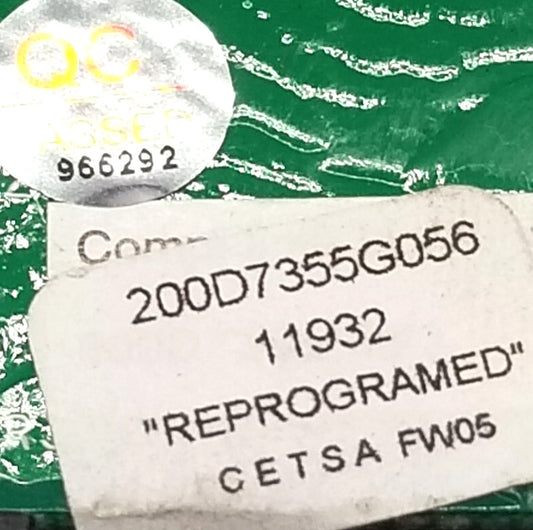 QC
966292
200D7355G056
11932
"REPROGRAMED"
CETSA FW05